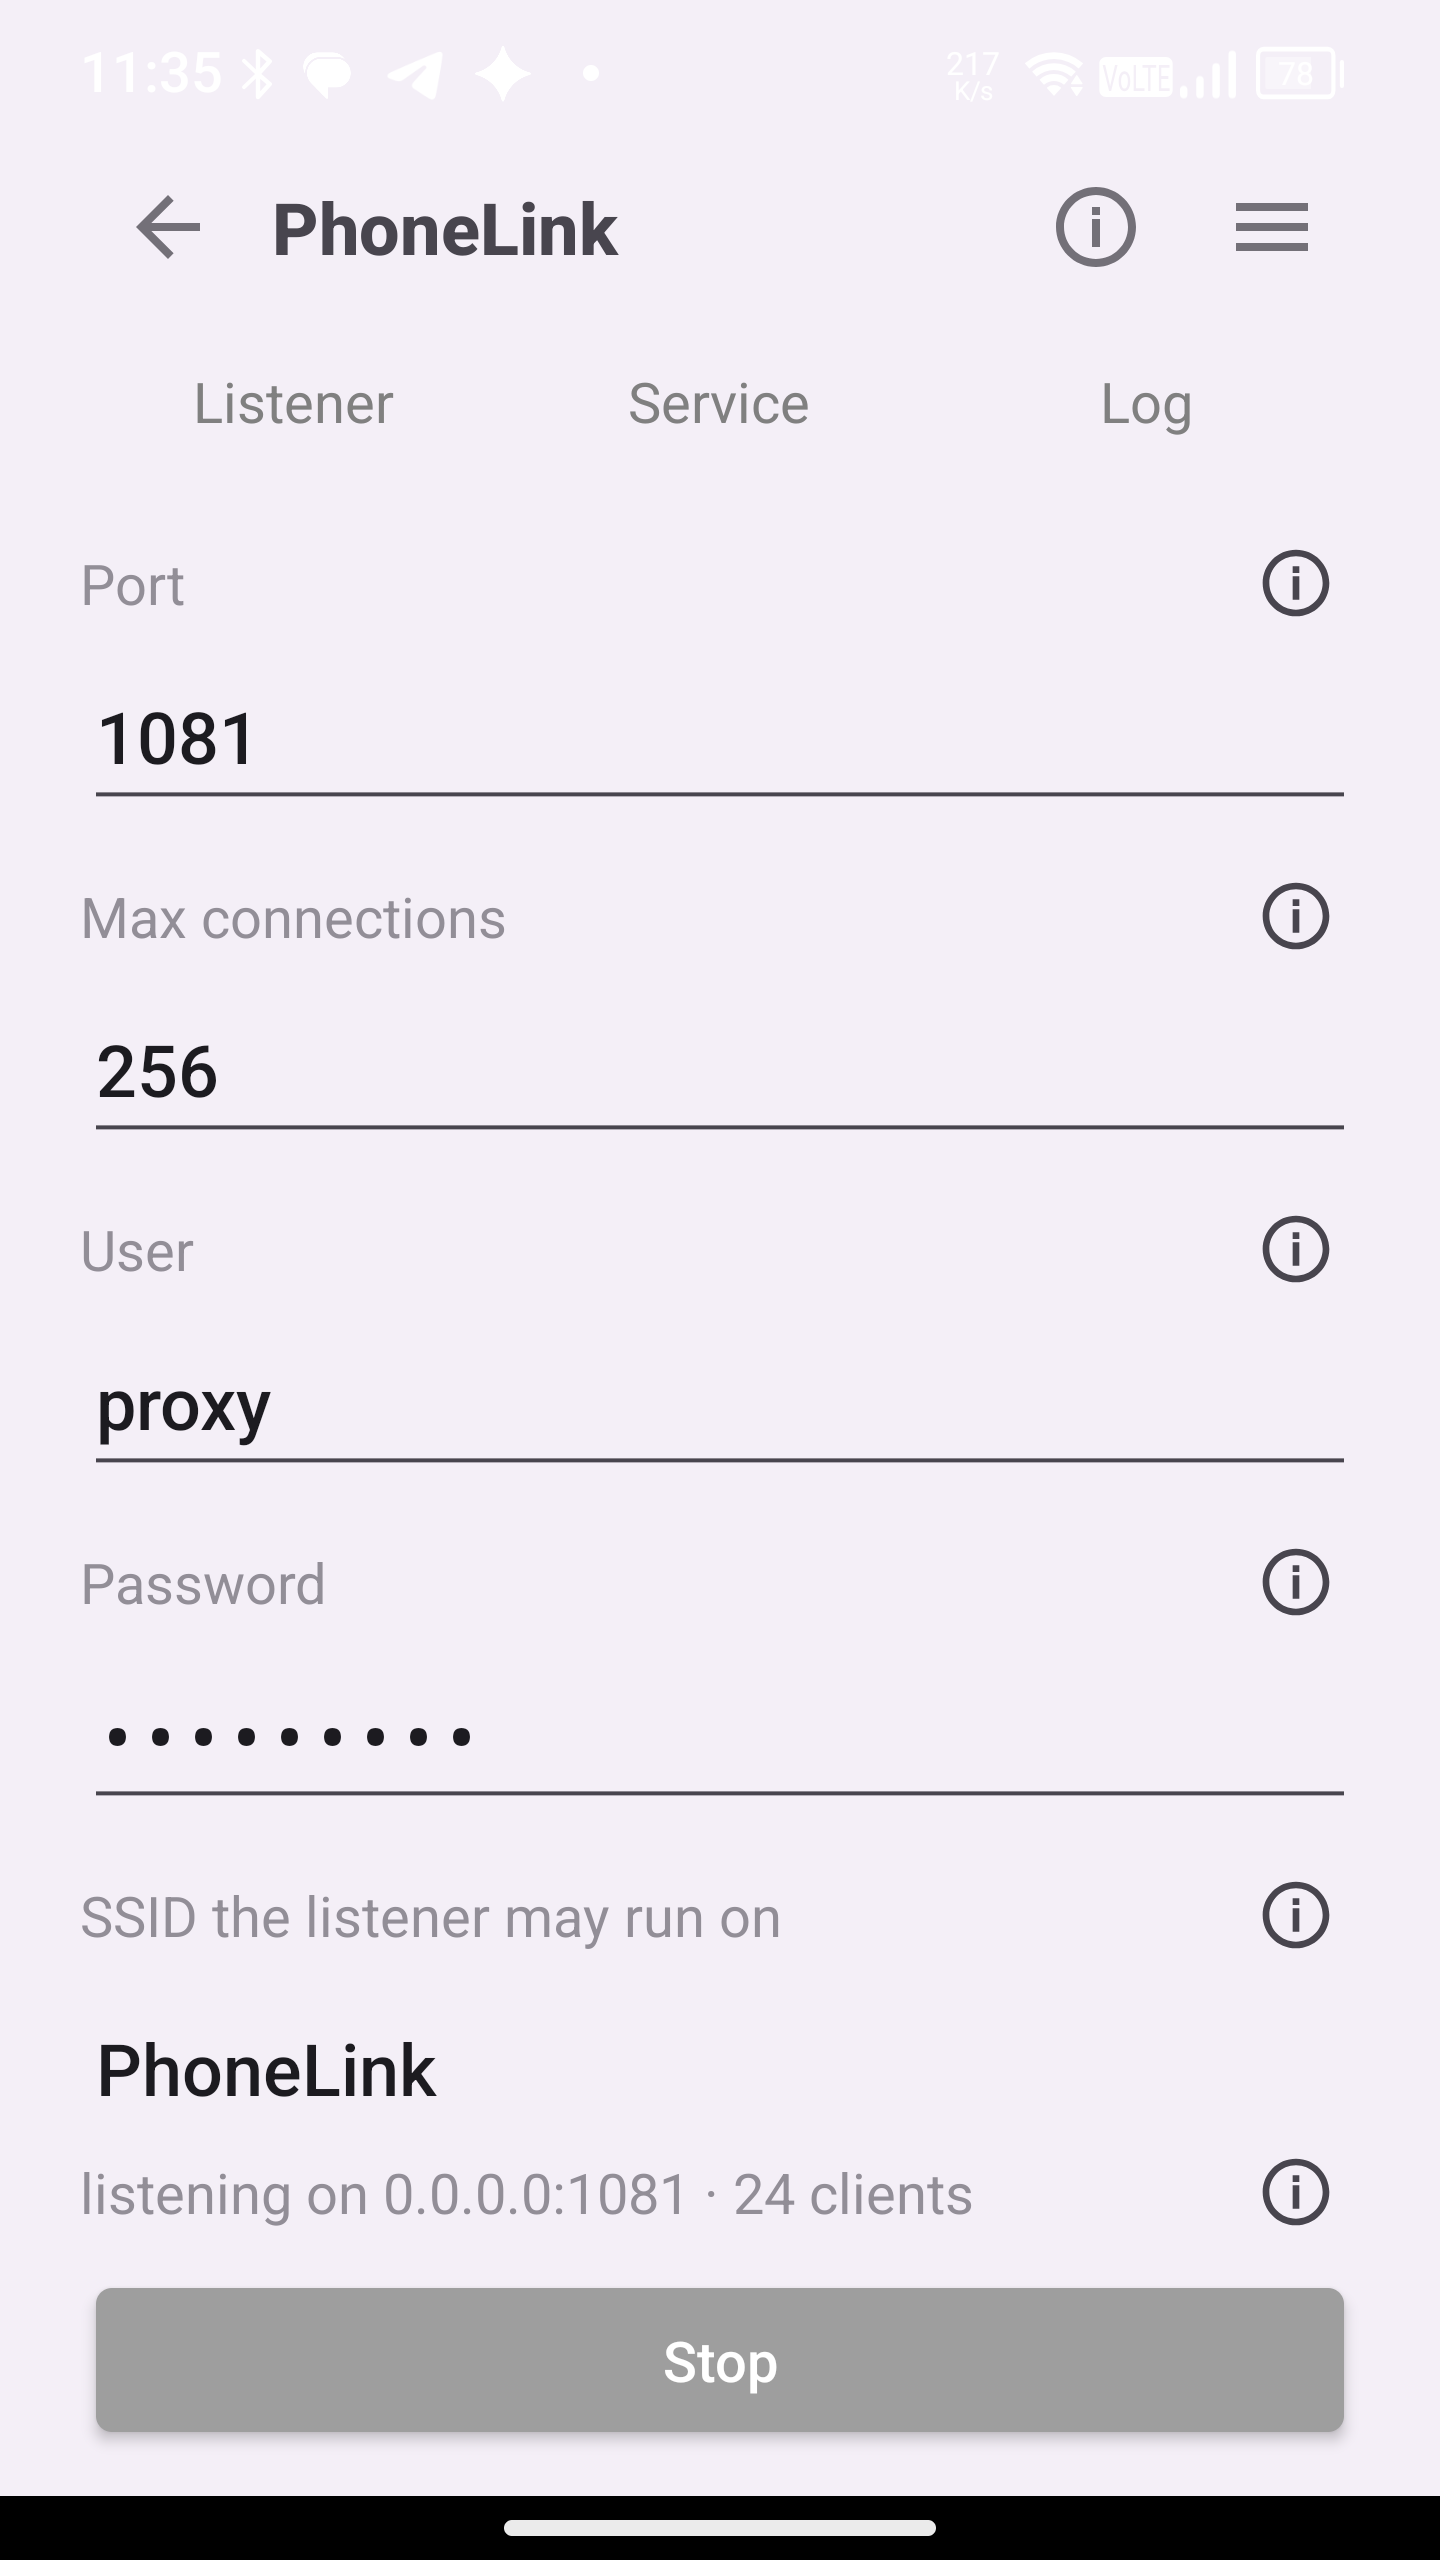 11:35
217 K/s VoLTE 78
PhoneLink
Listener Service Log
Port
1081
Max connections
256
User
proxy
Password
•••••••••
SSID the listener may run on
PhoneLink
listening on 0.0.0.0:1081 · 24 clients
Stop